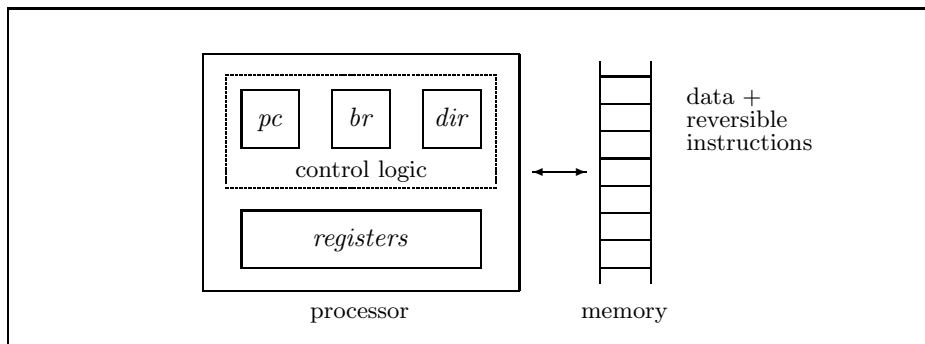 pc br dir
control logic
registers
processor
data +
reversible
instructions
memory